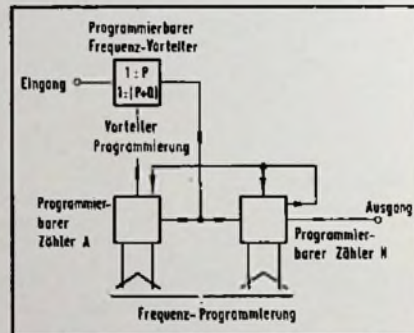 Programmierbarer
Frequenz-Vorteiler
Eingang
1 : P
1:(P+Q)
Vorteiler
Programmierung
Programmier-
barer
Zähler A
Ausgang
Programmier-
barer Zähler N
Frequenz-Programmierung